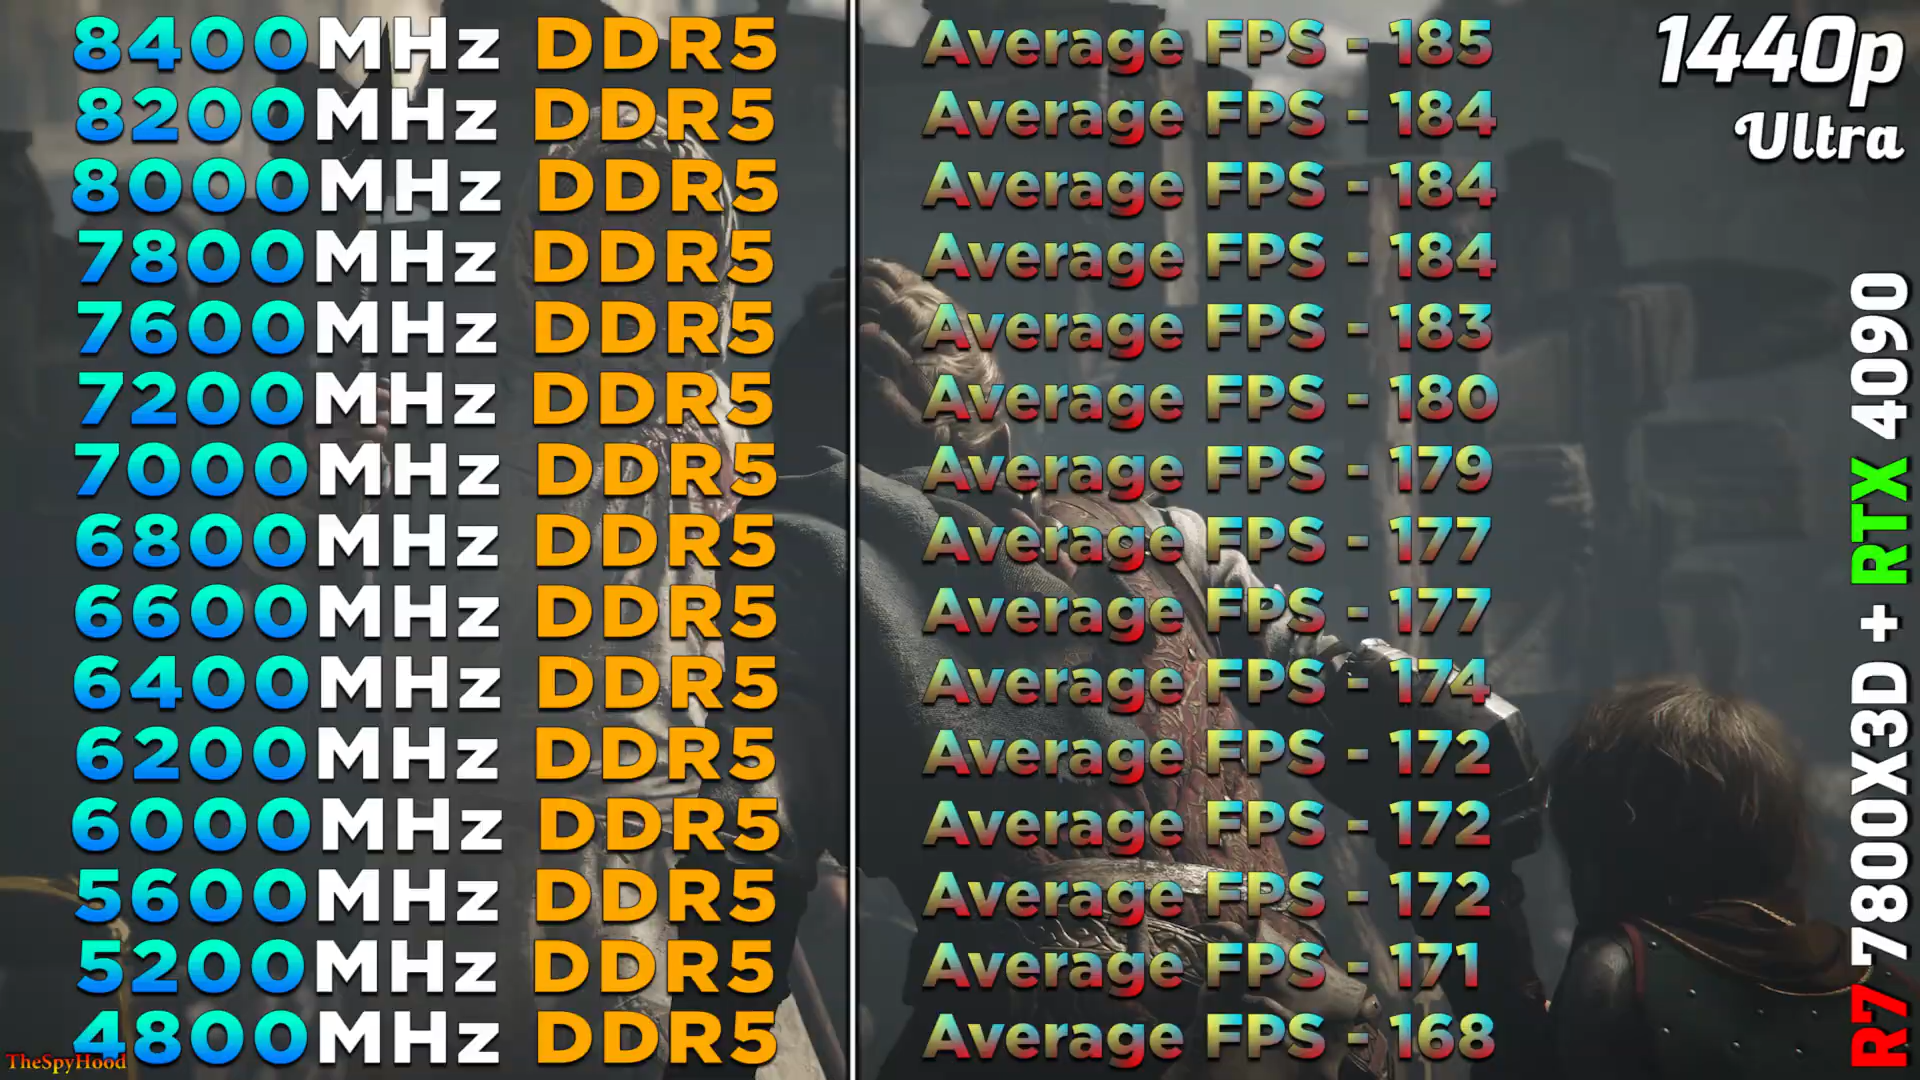 8400MHz DDR5 Average FPS - 185
8200MHz DDR5 Average FPS - 184
8000MHz DDR5 Average FPS - 184
7800MHz DDR5 Average FPS - 184
7600MHz DDR5 Average FPS - 183
7200MHz DDR5 Average FPS - 180
7000MHz DDR5 Average FPS - 179
6800MHz DDR5 Average FPS - 177
6600MHz DDR5 Average FPS - 177
6400MHz DDR5 Average FPS - 174
6200MHz DDR5 Average FPS - 172
6000MHz DDR5 Average FPS - 172
5600MHz DDR5 Average FPS - 172
5200MHz DDR5 Average FPS - 171
4800MHz DDR5 Average FPS - 168
1440p
Ultra
R7 7800X3D + RTX 4090
TheSpyHood